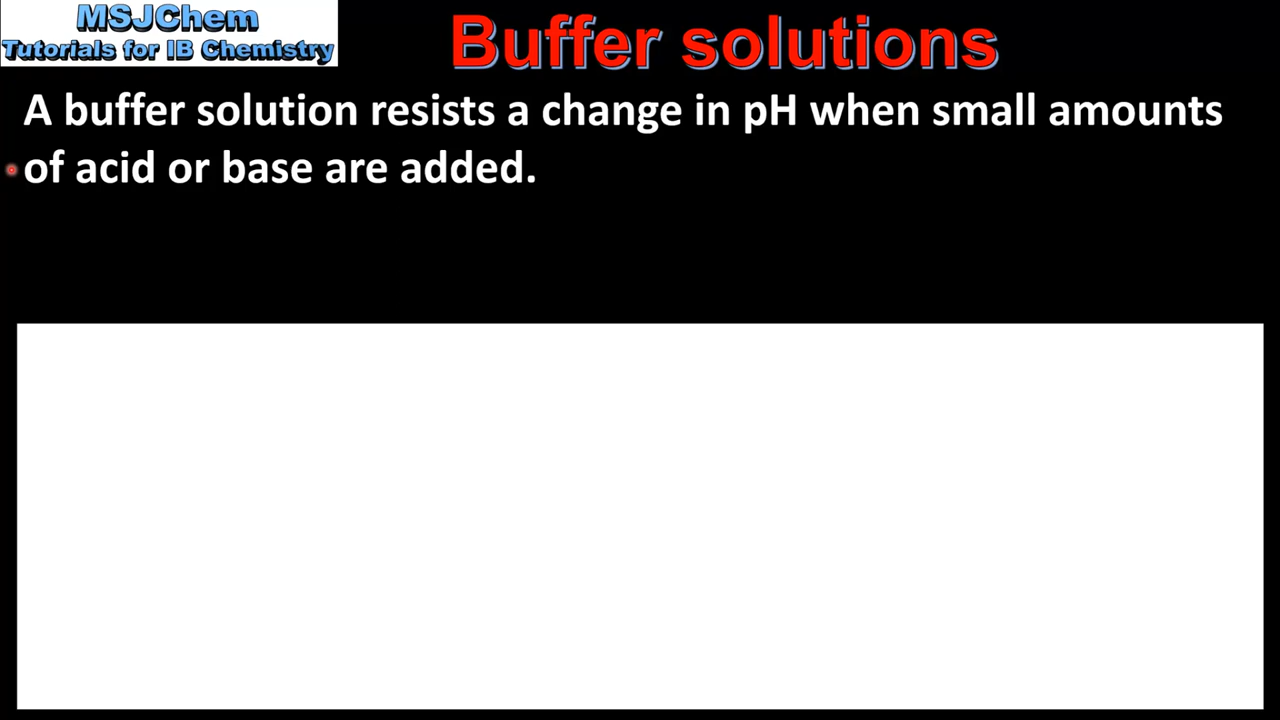 MSJChem
Tutorials for IB Chemistry
Buffer solutions
A buffer solution resists a change in pH when small amounts
of acid or base are added.